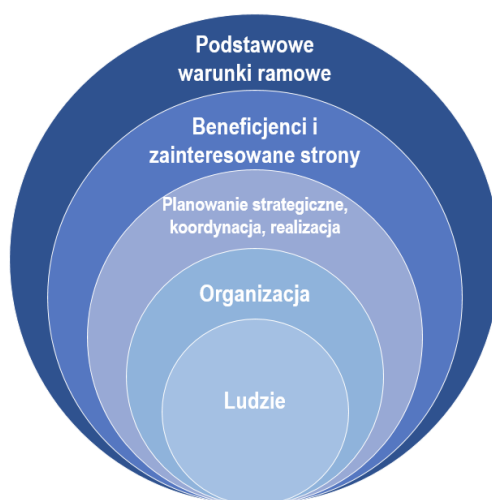 Podstawowe
warunki ramowe
Beneficjenci i
zainteresowane strony
Planowanie strategiczne,
koordynacja, realizacja
Organizacja
Ludzie